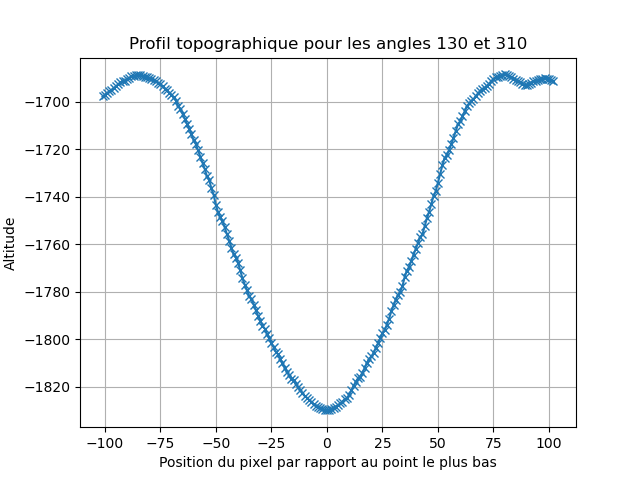 Profil topographique pour les angles 130 et 310
Altitude
−1700
−1720
−1740
−1760
−1780
−1800
−1820
−100 −75 −50 −25 0 25 50 75 100
Position du pixel par rapport au point le plus bas